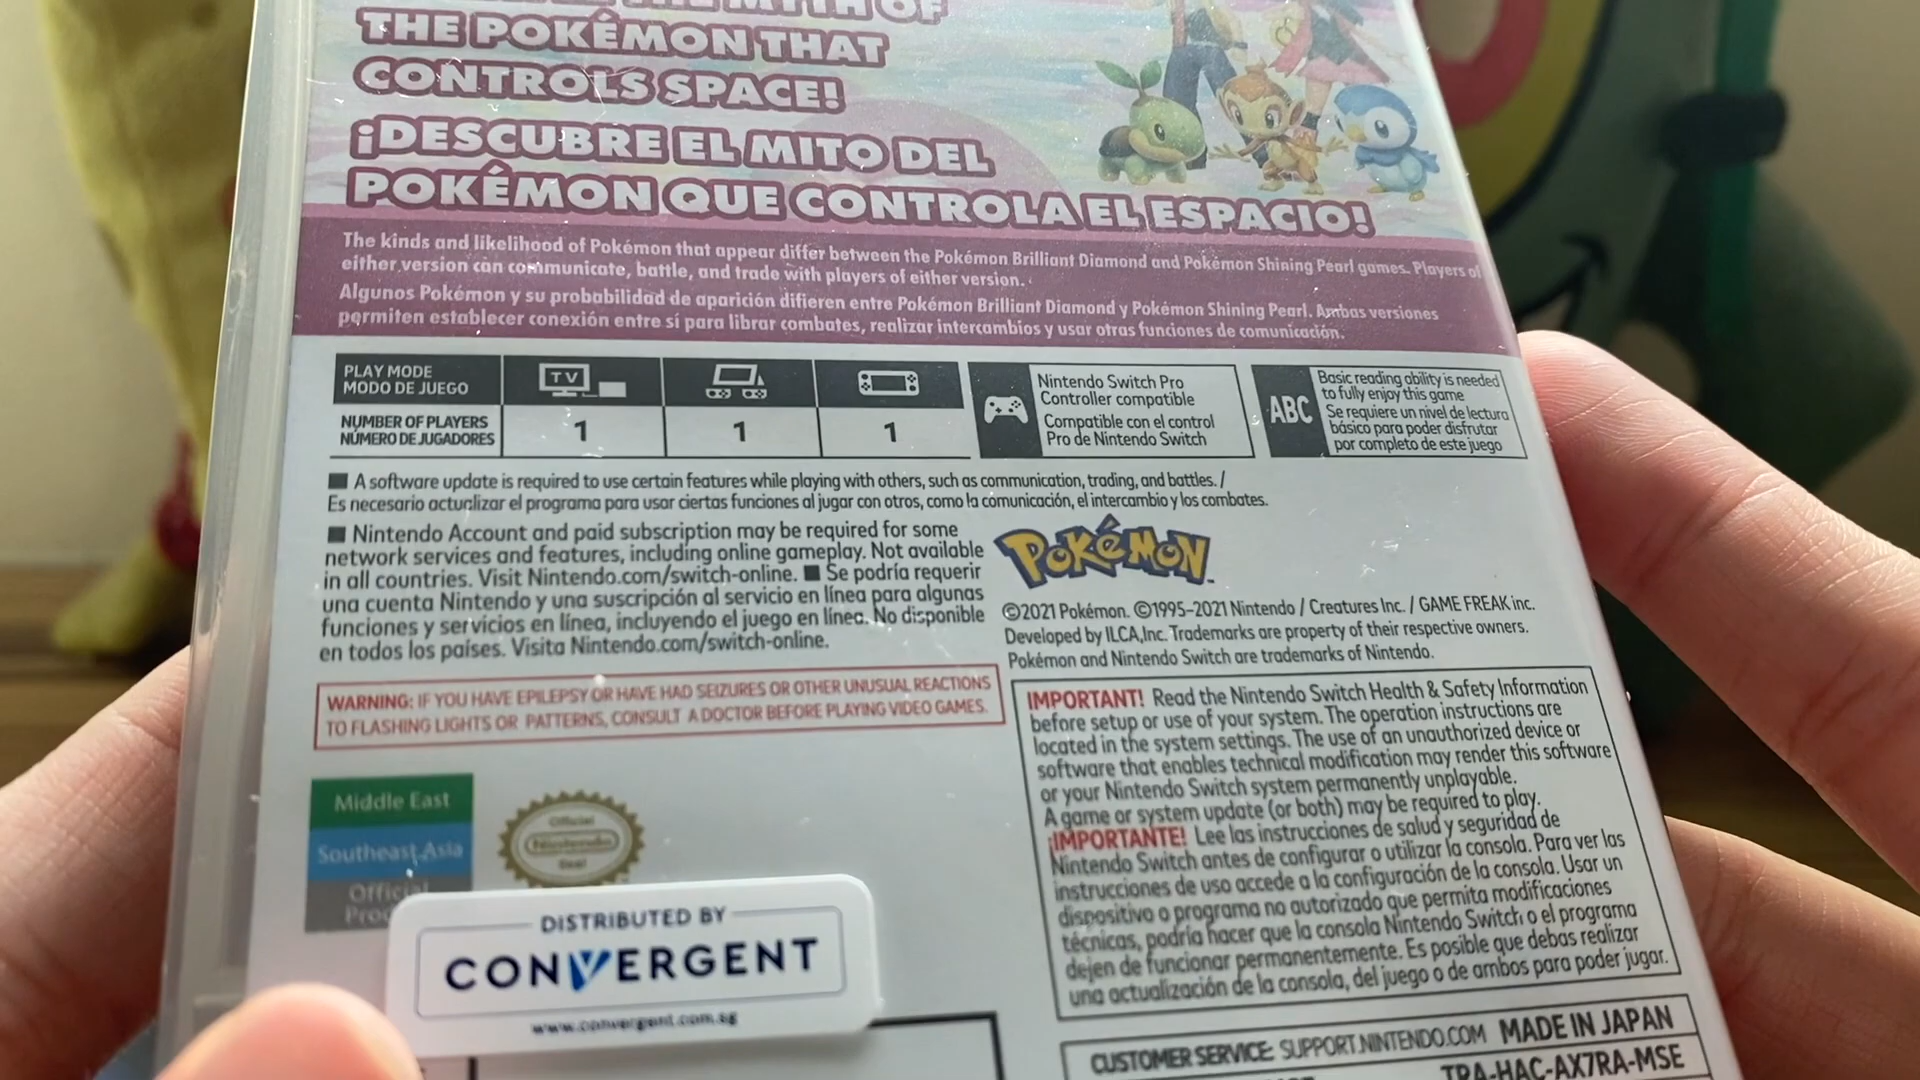 THE MYTH OF
THE POKÉMON THAT
CONTROLS SPACE!
¡DESCUBRE EL MITO DEL
POKÉMON QUE CONTROLA EL ESPACIO!
The kinds and likelihood of Pokémon that appear differ between the Pokémon Brilliant Diamond and Pokémon Shining Pearl games. Players of
either version can communicate, battle, and trade with players of either version.
Algunos Pokémon y su probabilidad de aparición difieren entre Pokémon Brilliant Diamond y Pokémon Shining Pearl. Ambas versiones
permiten establecer conexión entre sí para librar combates, realizar intercambios y usar otras funciones de comunicación.
PLAY MODE
MODO DE JUEGO
TV
NUMBER OF PLAYERS
NÚMERO DE JUGADORES
1
1
1
Nintendo Switch Pro
Controller compatible
Compatible con el control
Pro de Nintendo Switch
ABC
Basic reading ability is needed
to fully enjoy this game
Se requiere un nivel de lectura
básico para poder disfrutar
por completo de este juego
■ A software update is required to use certain features while playing with others, such as communication, trading, and battles. /
Es necesario actualizar el programa para usar ciertas funciones al jugar con otros, como la comunicación, el intercambio y los combates.
■ Nintendo Account and paid subscription may be required for some
network services and features, including online gameplay. Not available
in all countries. Visit Nintendo.com/switch-online. ■ Se podría requerir
una cuenta Nintendo y una suscripción al servicio en línea para algunas
funciones y servicios en línea, incluyendo el juego en línea. No disponible
en todos los países. Visita Nintendo.com/switch-online.
POKéMON
©2021 Pokémon. ©1995–2021 Nintendo / Creatures Inc. / GAME FREAK inc.
Developed by ILCA,Inc. Trademarks are property of their respective owners.
Pokémon and Nintendo Switch are trademarks of Nintendo.
WARNING: IF YOU HAVE EPILEPSY OR HAVE HAD SEIZURES OR OTHER UNUSUAL REACTIONS
TO FLASHING LIGHTS OR PATTERNS, CONSULT A DOCTOR BEFORE PLAYING VIDEO GAMES.
IMPORTANT! Read the Nintendo Switch Health & Safety Information
before setup or use of your system. The operation instructions are
located in the system settings. The use of an unauthorized device or
software that enables technical modification may render this software
or your Nintendo Switch system permanently unplayable.
A game or system update (or both) may be required to play.
¡IMPORTANTE! Lee las instrucciones de salud y seguridad de
Nintendo Switch antes de configurar o utilizar la consola. Para ver las
instrucciones de uso accede a la configuración de la consola. Usar un
dispositivo o programa no autorizado que permita modificaciones
técnicas, podría hacer que la consola Nintendo Switch o el programa
dejen de funcionar permanentemente. Es posible que debas realizar
una actualización de la consola, del juego o de ambos para poder jugar.
Middle East
Southeast Asia
Official
Official
Nintendo
Seal
DISTRIBUTED BY
CONVERGENT
www.convergent.com.sg
CUSTOMER SERVICE: SUPPORT.NINTENDO.COM MADE IN JAPAN
TRA-HAC-AX7RA-MSE